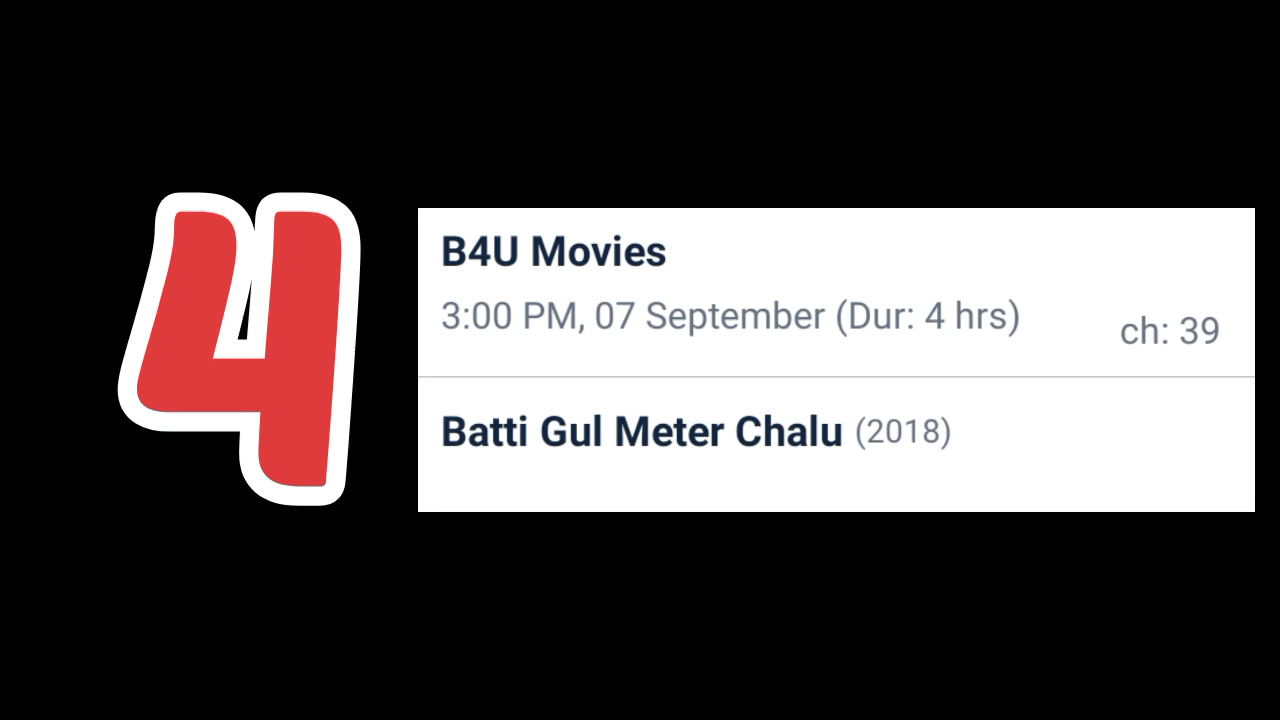 4
B4U Movies
3:00 PM, 07 September (Dur: 4 hrs)
ch: 39
Batti Gul Meter Chalu (2018)